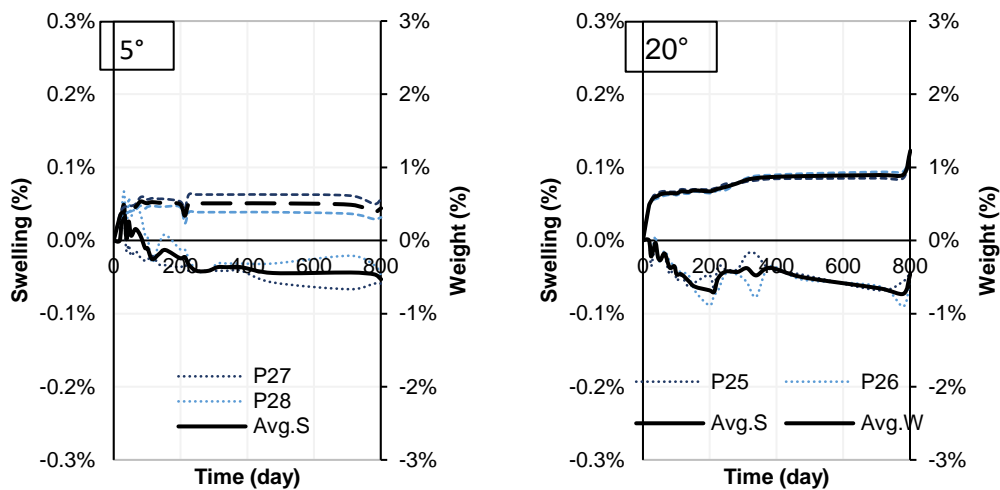 5°
0.3%
0.2%
0.1%
0.0%
-0.1%
-0.2%
-0.3%
Swelling (%)
0 200 400 600 800
3%
2%
1%
0%
-1%
-2%
-3%
Weight (%)
P27
P28
Avg.S
Time (day)
20°
0.3%
0.2%
0.1%
0.0%
-0.1%
-0.2%
-0.3%
Swelling (%)
0 200 400 600 800
3%
2%
1%
0%
-1%
-2%
-3%
Weight (%)
P25 P26
Avg.S Avg.W
Time (day)